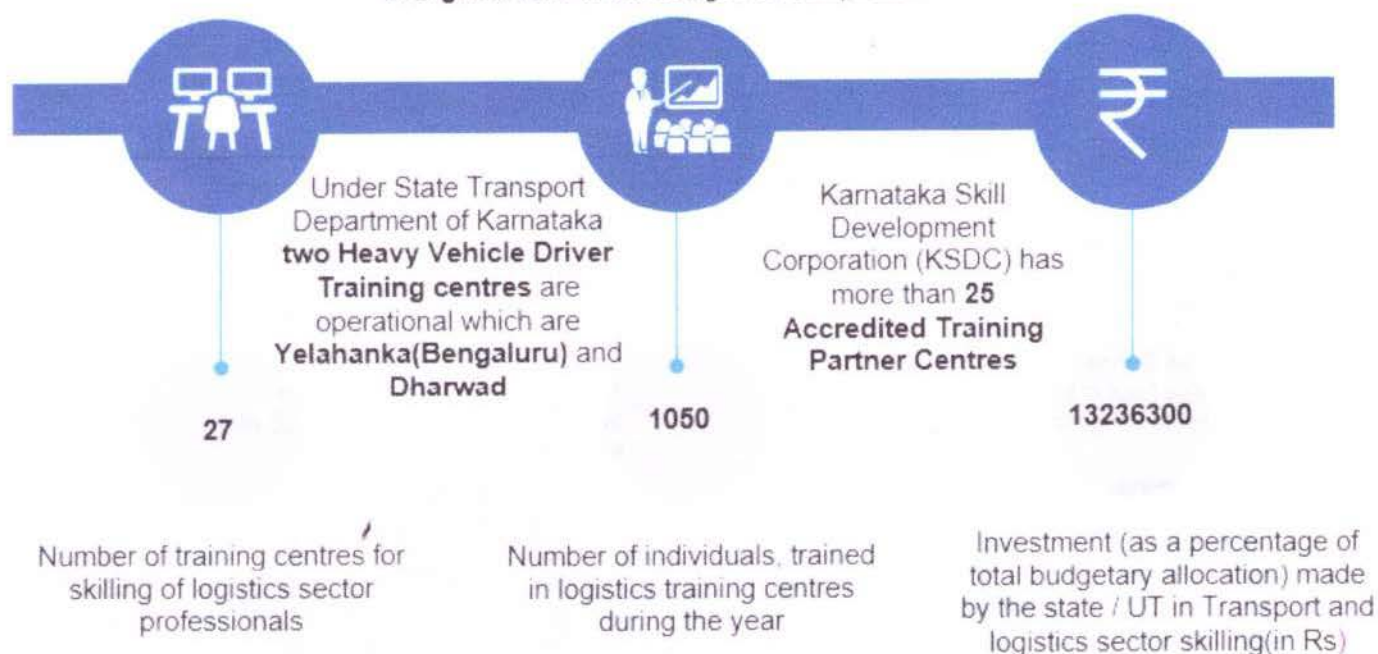 Under State Transport
Department of Karnataka
two Heavy Vehicle Driver
Training centres are
operational which are
Yelahanka(Bengaluru) and
Dharwad
Karnataka Skill
Development
Corporation (KSDC) has
more than 25
Accredited Training
Partner Centres
27
1050
13236300
Number of training centres for
skilling of logistics sector
professionals
Number of individuals, trained
in logistics training centres
during the year
Investment (as a percentage of
total budgetary allocation) made
by the state / UT in Transport and
logistics sector skilling(in Rs)